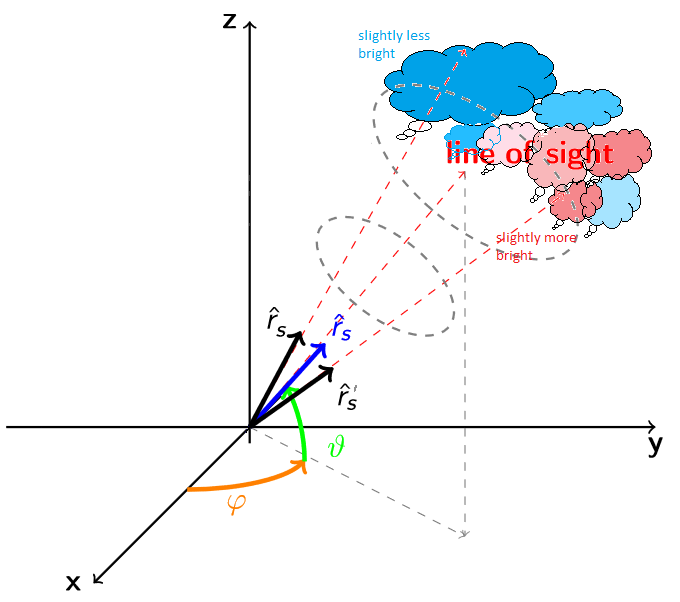 z
slightly less
bright
line of sight
slightly more
bright
r̂s
r̂s
r̂s'
ϑ
y
φ
x